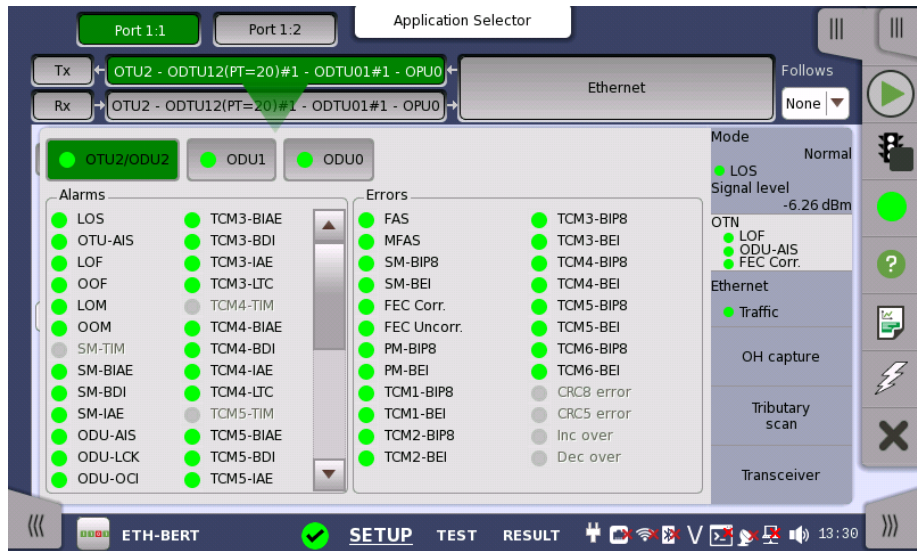 Port 1:1
Port 1:2
Application Selector
Tx
OTU2 - ODTU12(PT=20)#1 - ODTU01#1 - OPU0
Ethernet
Follows
Rx
OTU2 - ODTU12(PT=20)#1 - ODTU01#1 - OPU0
None
OTU2/ODU2
ODU1
ODU0
Alarms
LOS
OTU-AIS
LOF
OOF
LOM
OOM
SM-TIM
SM-BIAE
SM-BDI
SM-IAE
ODU-AIS
ODU-LCK
ODU-OCI
TCM3-BIAE
TCM3-BDI
TCM3-IAE
TCM3-LTC
TCM4-TIM
TCM4-BIAE
TCM4-BDI
TCM4-IAE
TCM4-LTC
TCM5-TIM
TCM5-BIAE
TCM5-BDI
TCM5-IAE
Errors
FAS
MFAS
SM-BIP8
SM-BEI
FEC Corr.
FEC Uncorr.
PM-BIP8
PM-BEI
TCM1-BIP8
TCM1-BEI
TCM2-BIP8
TCM2-BEI
TCM3-BIP8
TCM3-BEI
TCM4-BIP8
TCM4-BEI
TCM5-BIP8
TCM5-BEI
TCM6-BIP8
TCM6-BEI
CRC8 error
CRC5 error
Inc over
Dec over
Mode
Normal
LOS
Signal level
-6.26 dBm
OTN
LOF
ODU-AIS
FEC Corr.
Ethernet
Traffic
OH capture
Tributary
scan
Transceiver
ETH-BERT
SETUP
TEST
RESULT
13:30